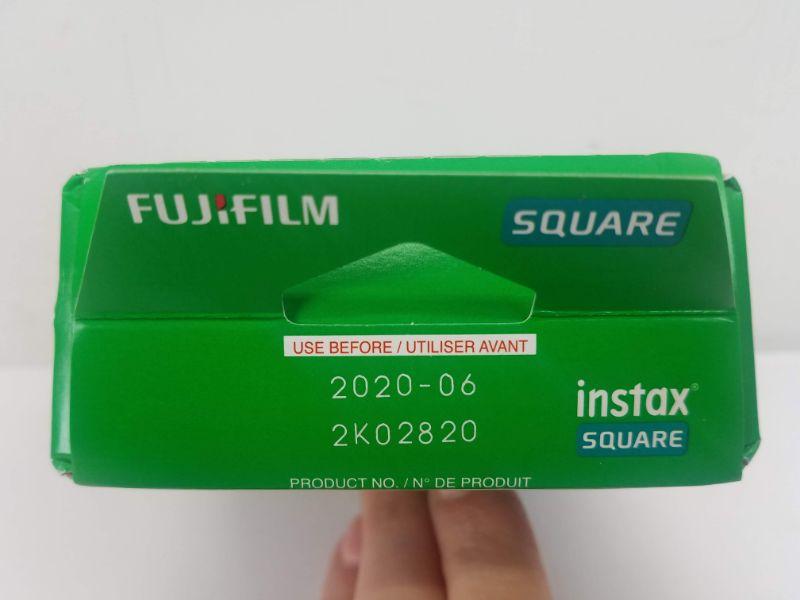 FUJIFILM
SQUARE
USE BEFORE / UTILISER AVANT
2020-06
2K02820
instax®
SQUARE
PRODUCT NO. / N° DE PRODUIT